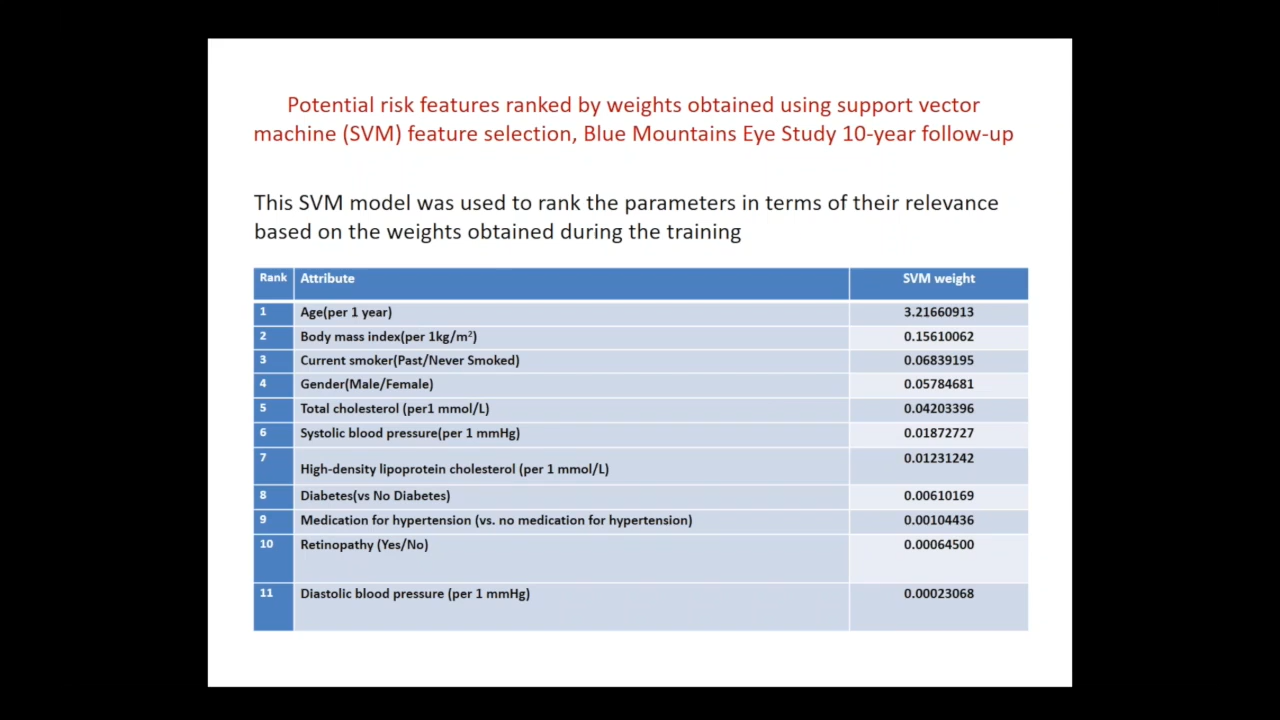 Potential risk features ranked by weights obtained using support vector
machine (SVM) feature selection, Blue Mountains Eye Study 10-year follow-up
This SVM model was used to rank the parameters in terms of their relevance
based on the weights obtained during the training
Rank Attribute SVM weight
1 Age(per 1 year) 3.21660913
2 Body mass index(per 1kg/m²) 0.15610062
3 Current smoker(Past/Never Smoked) 0.06839195
4 Gender(Male/Female) 0.05784681
5 Total cholesterol (per1 mmol/L) 0.04203396
6 Systolic blood pressure(per 1 mmHg) 0.01872727
7 High-density lipoprotein cholesterol (per 1 mmol/L) 0.01231242
8 Diabetes(vs No Diabetes) 0.00610169
9 Medication for hypertension (vs. no medication for hypertension) 0.00104436
10 Retinopathy (Yes/No) 0.00064500
11 Diastolic blood pressure (per 1 mmHg) 0.00023068